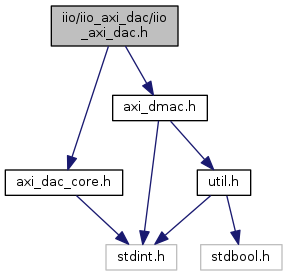 iio/iio_axi_dac/iio
_axi_dac.h
axi_dmac.h
axi_dac_core.h
util.h
stdint.h
stdbool.h